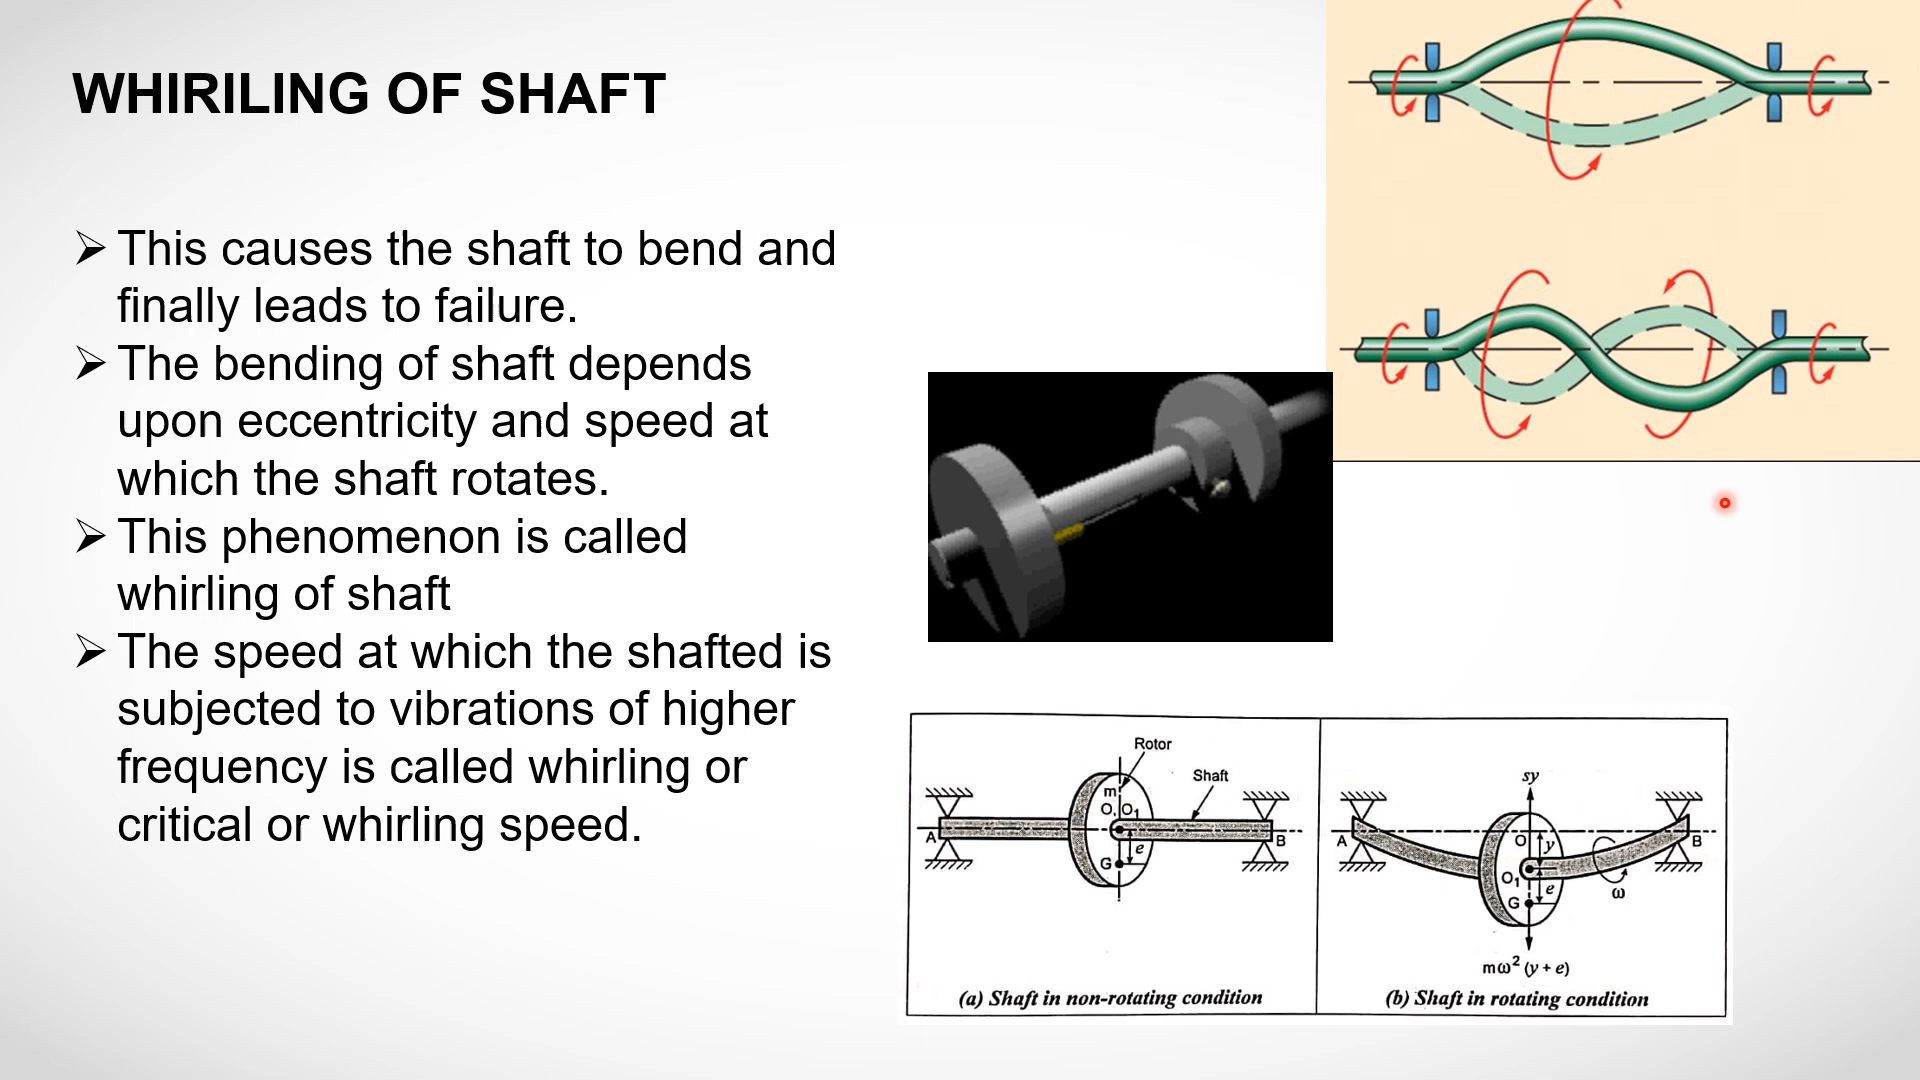 WHIRILING OF SHAFT
This causes the shaft to bend and
finally leads to failure.
The bending of shaft depends
upon eccentricity and speed at
which the shaft rotates.
This phenomenon is called
whirling of shaft
The speed at which the shafted is
subjected to vibrations of higher
frequency is called whirling or
critical or whirling speed.
Rotor
Shaft
m
O, O₁
A
B
e
G
(a) Shaft in non-rotating condition
sy
A
O
y
B
O₁
e
G
ω
mω² (y + e)
(b) Shaft in rotating condition